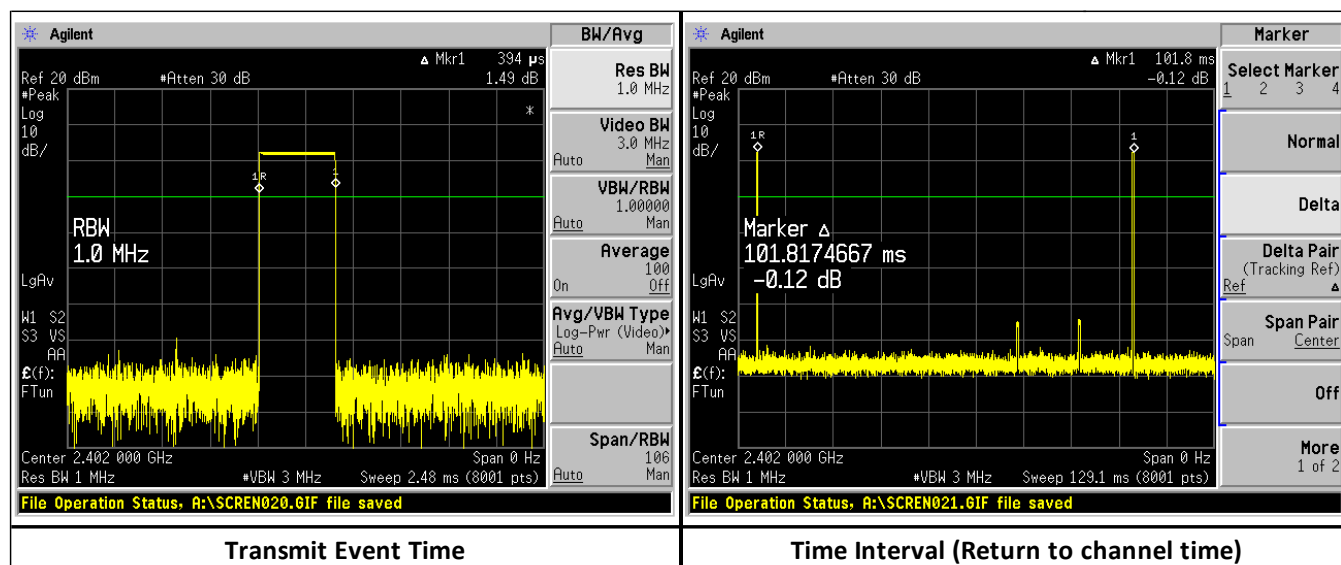 Agilent
BW/Avg
Δ Mkr1 394 µs
Ref 20 dBm #Atten 30 dB 1.49 dB
#Peak
Log
10
dB/
*
1R
1
RBW
1.0 MHz
LgAv
W1 S2
S3 VS
AA
£(f):
FTun
Center 2.402 000 GHz Span 0 Hz
Res BW 1 MHz #VBW 3 MHz Sweep 2.48 ms (8001 pts)
File Operation Status, A:\SCREN020.GIF file saved
Res BW
1.0 MHz
Video BW
3.0 MHz
Auto Man
VBW/RBW
1.00000
Auto Man
Average
100
On Off
Avg/VBW Type
Log-Pwr (Video)▸
Auto Man
Span/RBW
106
Auto Man
Transmit Event Time
Agilent
Marker
Δ Mkr1 101.8 ms
Ref 20 dBm #Atten 30 dB -0.12 dB
#Peak
Log
10
dB/
1R
1
Marker Δ
101.8174667 ms
-0.12 dB
LgAv
W1 S2
S3 VS
AA
£(f):
FTun
Center 2.402 000 GHz Span 0 Hz
Res BW 1 MHz #VBW 3 MHz Sweep 129.1 ms (8001 pts)
File Operation Status, A:\SCREN021.GIF file saved
Select Marker
1 2 3 4
Normal
Delta
Delta Pair
(Tracking Ref)
Ref Δ
Span Pair
Span Center
Off
More
1 of 2
Time Interval (Return to channel time)